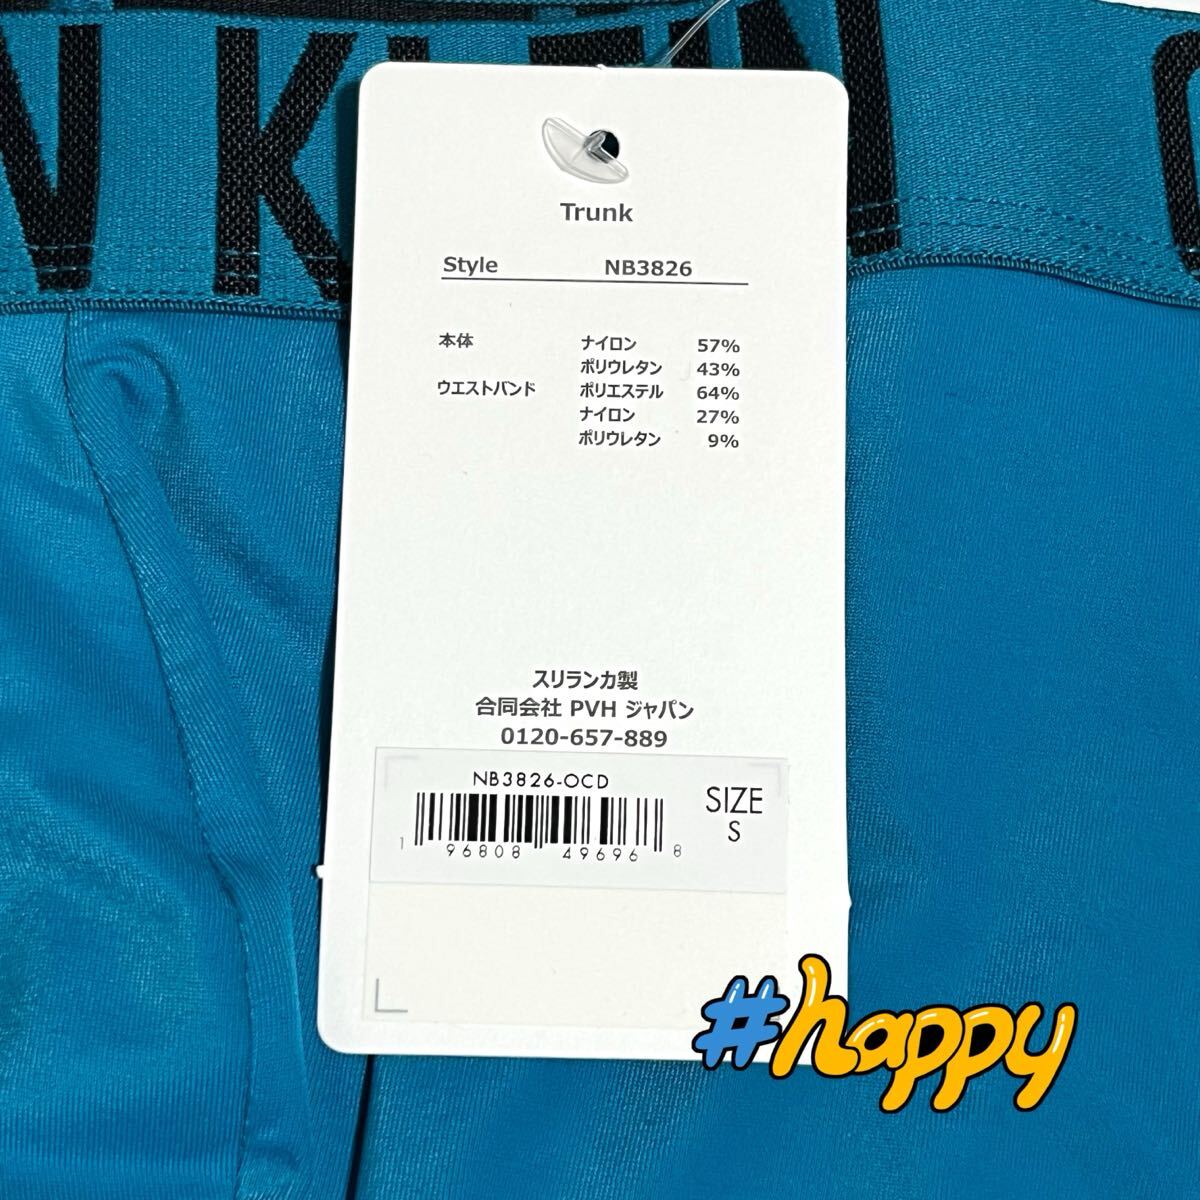 N KLEIN C
Trunk
Style NB3826
本体 ナイロン 57%
ポリウレタン 43%
ウエストバンド ポリエステル 64%
ナイロン 27%
ポリウレタン 9%
スリランカ製
合同会社 PVH ジャパン
0120-657-889
NB3826-OCD
SIZE
S
1 96808 49696 8
#happy